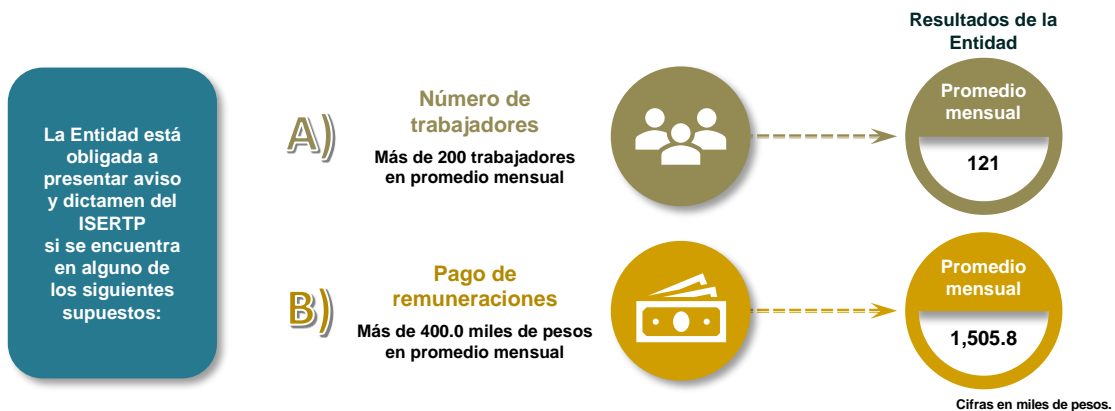 La Entidad está
obligada a
presentar aviso
y dictamen del
ISERTP
si se encuentra
en alguno de
los siguientes
supuestos:
A)
Número de
trabajadores
Más de 200 trabajadores
en promedio mensual
Resultados de la
Entidad
Promedio
mensual
121
B)
Pago de
remuneraciones
Más de 400.0 miles de pesos
en promedio mensual
Promedio
mensual
1,505.8
Cifras en miles de pesos.